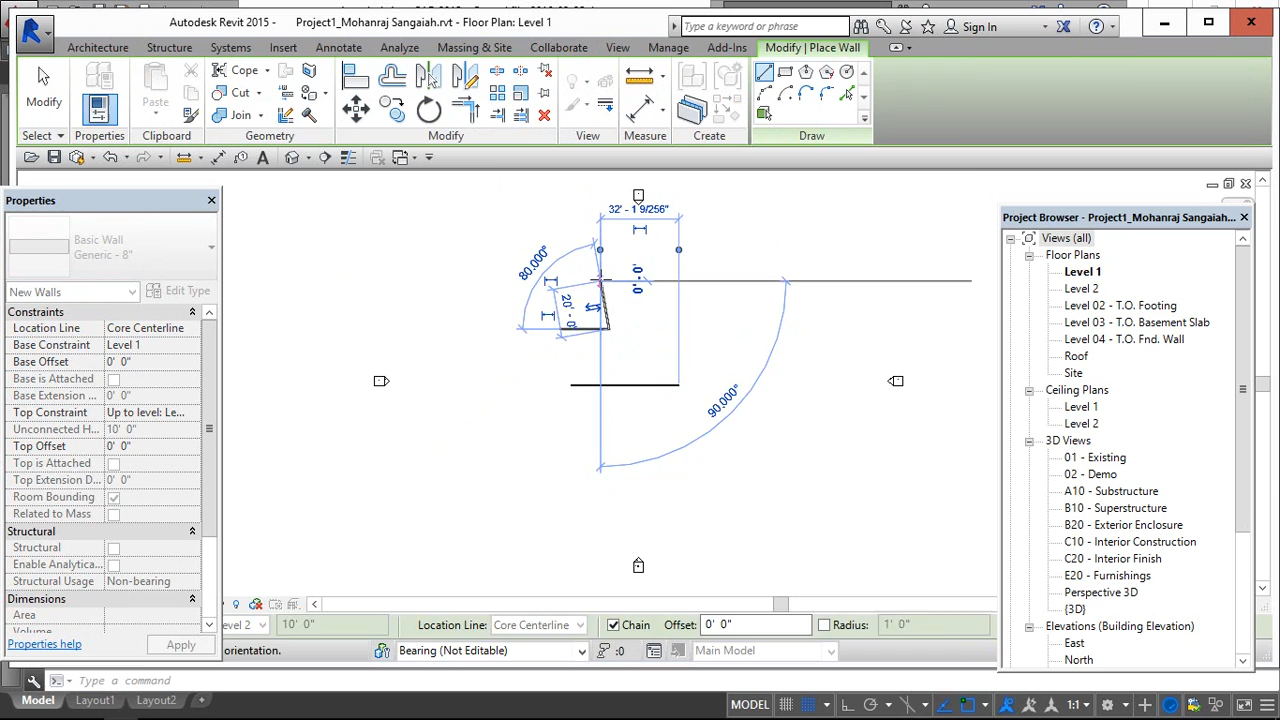 Autodesk Revit 2015 - Project1_Mohanraj Sangaiah.rvt - Floor Plan: Level 1
Type a keyword or phrase
Sign In
Architecture Structure Systems Insert Annotate Analyze Massing & Site Collaborate View Manage Add-Ins Modify | Place Wall
Modify Paste Cope Cut Join
Select Properties Clipboard Geometry Modify View Measure Create Draw
Properties
Basic Wall
Generic - 8"
New Walls Edit Type
Constraints
Location Line Core Centerline
Base Constraint Level 1
Base Offset 0' 0"
Base is Attached
Base Extension ... 0' 0"
Top Constraint Up to level: Le...
Unconnected H... 10' 0"
Top Offset 0' 0"
Top is Attached
Top Extension D... 0' 0"
Room Bounding
Related to Mass
Structural
Structural
Enable Analytica...
Structural Usage Non-bearing
Dimensions
Area
Volume
Properties help Apply
32' - 1 9/256"
80.000°
20' - 0"
90.000°
Project Browser - Project1_Mohanraj Sangaiah...
Views (all)
Floor Plans
Level 1
Level 2
Level 02 - T.O. Footing
Level 03 - T.O. Basement Slab
Level 04 - T.O. Fnd. Wall
Roof
Site
Ceiling Plans
Level 1
Level 2
3D Views
01 - Existing
02 - Demo
A10 - Substructure
B10 - Superstructure
B20 - Exterior Enclosure
C10 - Interior Construction
C20 - Interior Finish
E20 - Furnishings
Perspective 3D
{3D}
Elevations (Building Elevation)
East
North
Level 2 10' 0" Location Line: Core Centerline Chain Offset: 0' 0" Radius: 1' 0"
orientation. Bearing (Not Editable) :0 Main Model
Type a command
Model Layout1 Layout2 +
MODEL 1:1